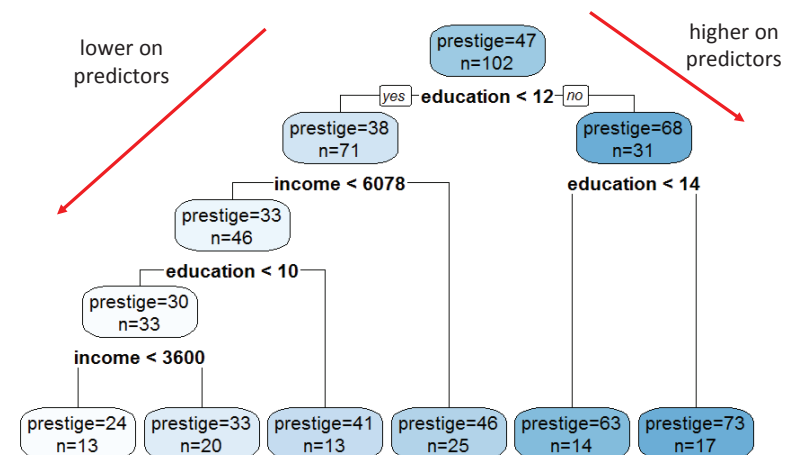 lower on
predictors
higher on
predictors
prestige=47
n=102
yes education < 12 no
prestige=38
n=71
prestige=68
n=31
income < 6078
education < 14
prestige=33
n=46
education < 10
prestige=30
n=33
income < 3600
prestige=24
n=13
prestige=33
n=20
prestige=41
n=13
prestige=46
n=25
prestige=63
n=14
prestige=73
n=17